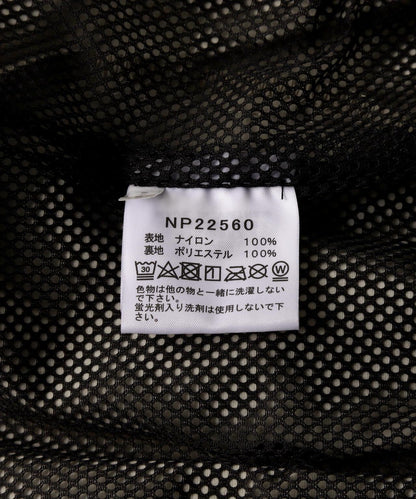 NP22560
表地 ナイロン 100%
裏地 ポリエステル 100%
30 W
色物は他の物と一緒に洗濯しない
で下さい。
蛍光剤入り洗剤は使用しないで下
さい。